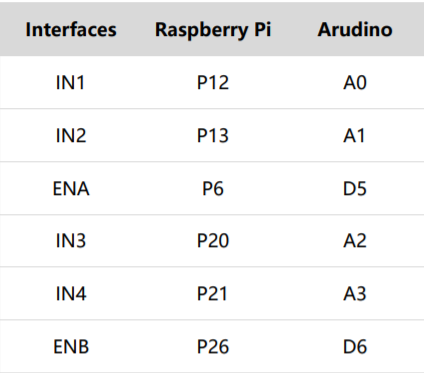 Interfaces Raspberry Pi Arudino
IN1 P12 A0
IN2 P13 A1
ENA P6 D5
IN3 P20 A2
IN4 P21 A3
ENB P26 D6